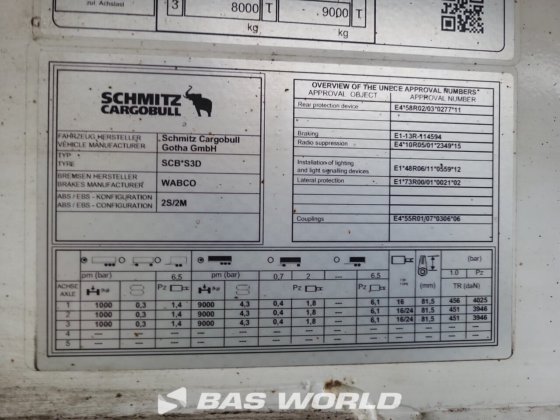 zul. Achslast
3
8000
T
9000
T
kg
kg
SCHMITZ
CARGOBULL
FAHRZEUG HERSTELLER
VEHICLE MANUFACTURER
Schmitz Cargobull
Gotha GmbH
TYP
TYPE
SCB*S3D
BREMSEN HERSTELLER
BRAKES MANUFACTURER
WABCO
ABS / EBS - KONFIGURATION
ABS / EBS - CONFIGURATION
2S/2M
OVERVIEW OF THE UNECE APPROVAL NUMBERS
APPROVAL OBJECT APPROVAL NUMBER
Rear protection device E4*58R02/03*0277*11
Braking E1-13R-114594
Radio suppression E4*10R05/01*2349*15
Installation of lighting
and light signalling devices E1*48R06/11*0559*12
Lateral protection E1*73R00/01*0021*02
Couplings E4*55R01/07*0306*06
pm (bar) 6,5 pm (bar) 0,7 2 --- 6,5 (bar)
ACHSE
AXLE
Pz Pz (mm) 1.0 Pz
TR (daN)
1 1000 0,3 1,4 9000 4,3 0,4 1,8 --- 6,1 16 81,5 456 4025
2 1000 0,3 1,4 9000 4,3 0,4 1,8 --- 6,1 16/24 81,5 451 3946
3 1000 0,3 1,4 9000 4,3 0,4 1,8 --- 6,1 16/24 81,5 451 3946
4 --- --- --- --- --- --- --- --- --- --- --- --- ---
5 --- --- --- --- --- --- --- --- --- --- --- --- ---
BAS WORLD